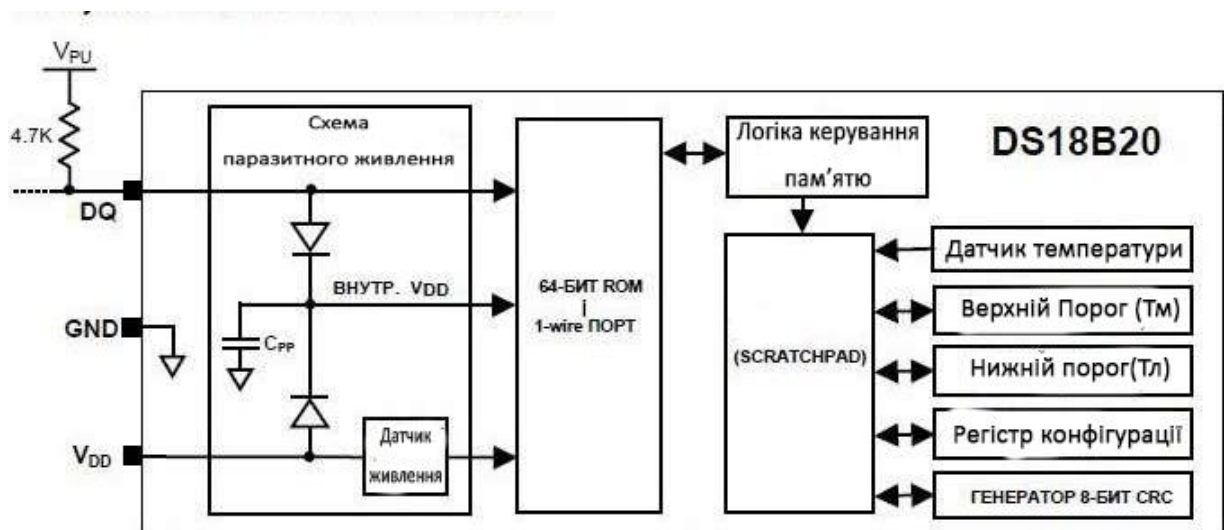 V_PU
4.7K
DQ
GND
V_DD
Схема
паразитного живлення
ВНУТР. V_DD
C_PP
Датчик
живлення
64-БИТ ROM
і
1-wire ПОРТ
Логіка керування
пам'ятю
(SCRATCHPAD)
DS18B20
Датчик температури
Верхній Порог (Тм)
Нижній порог(Тл)
Регістр конфігурації
ГЕНЕРАТОР 8-БИТ CRC